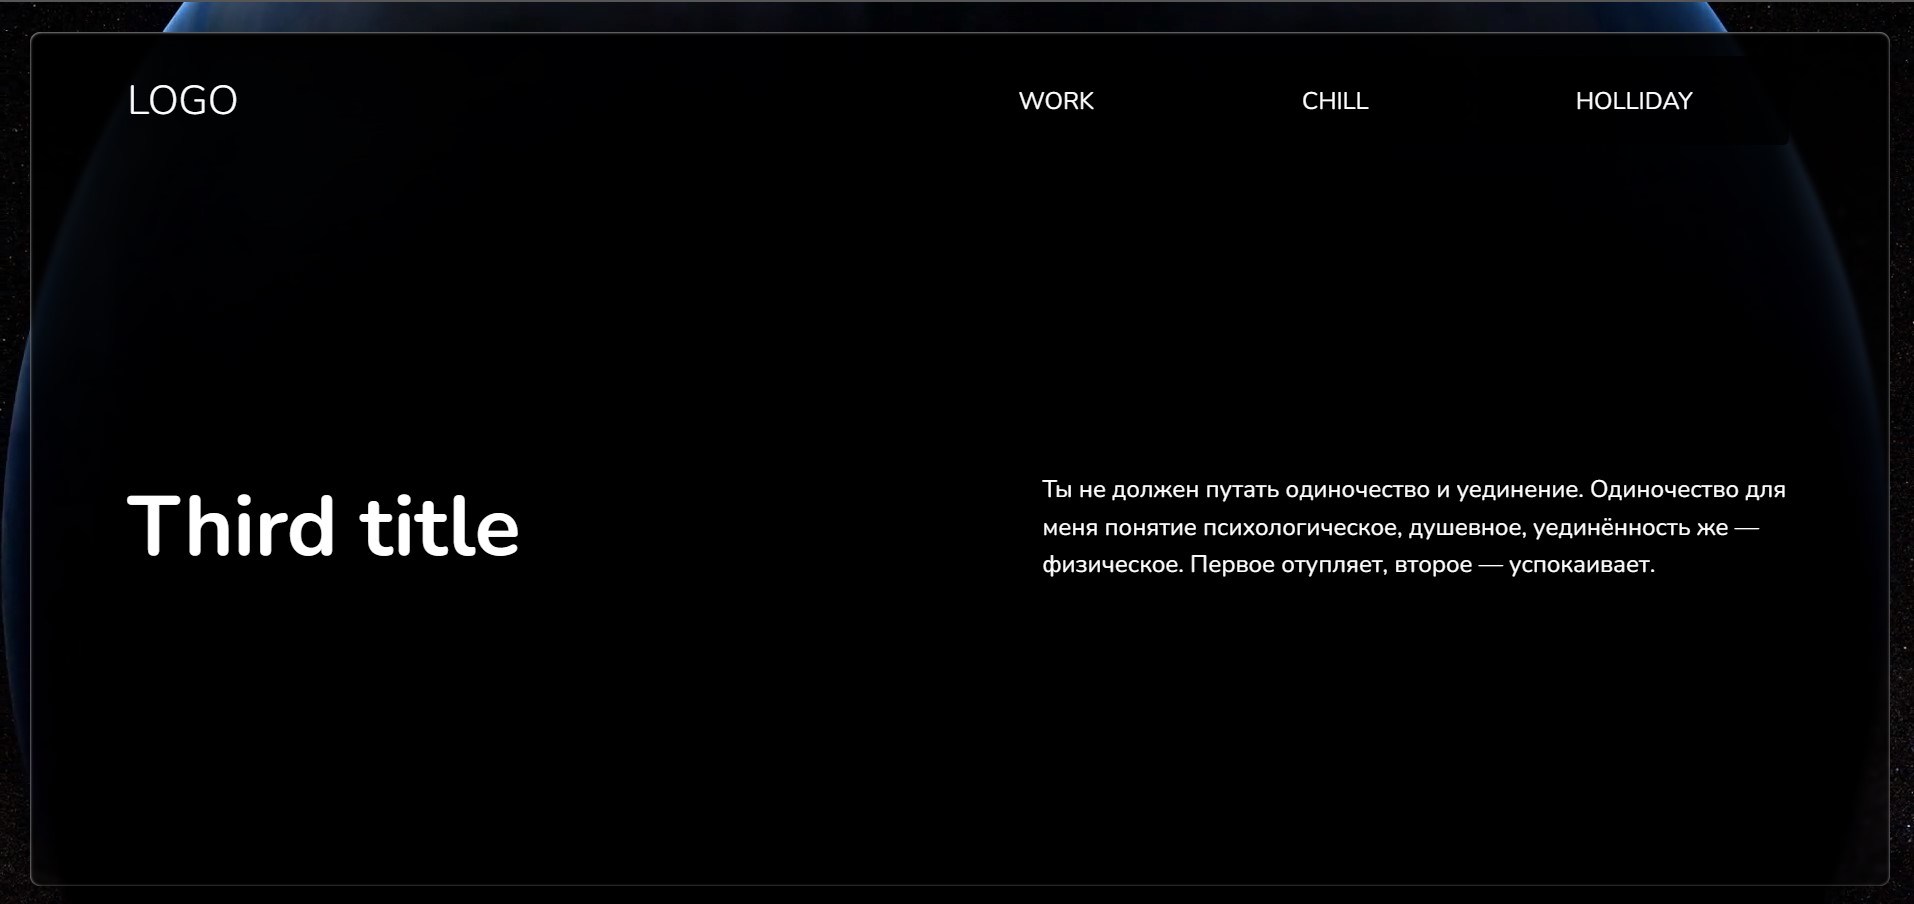 LOGO
WORK
CHILL
HOLLIDAY
Third title
Ты не должен путать одиночество и уединение. Одиночество для
меня понятие психологическое, душевное, уединённость же —
физическое. Первое отупляет, второе — успокаивает.